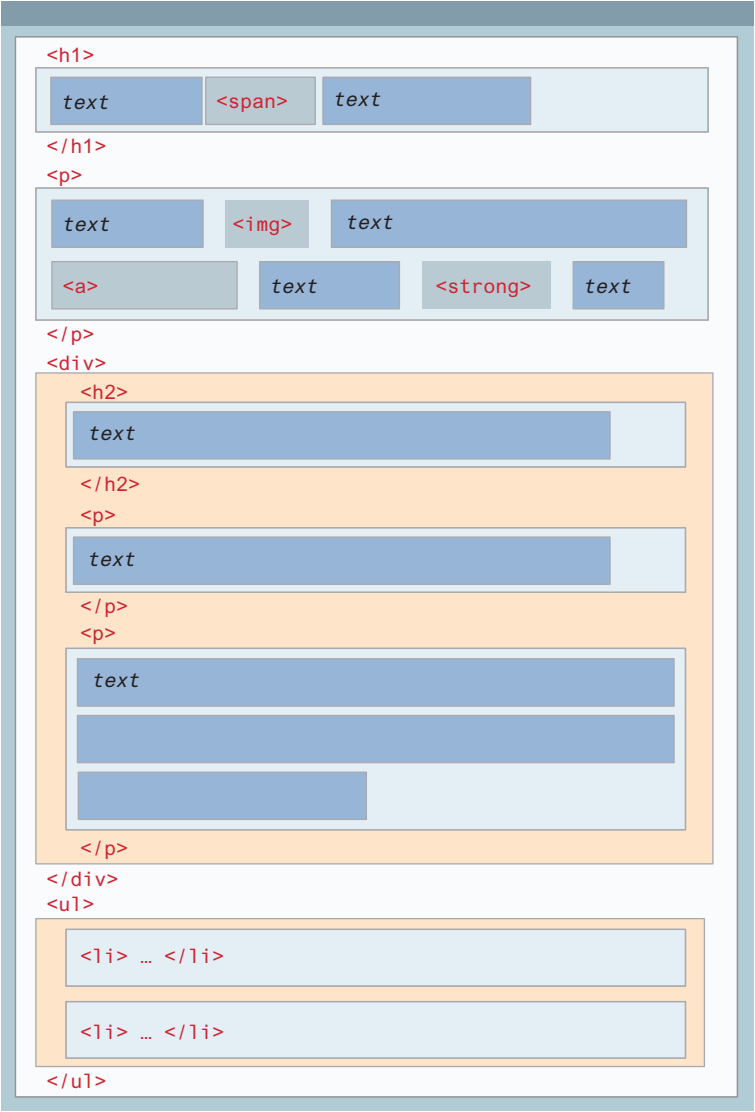 <h1>
text <span> text
</h1>
<p>
text <img> text
<a> text <strong> text
</p>
<div>
<h2>
text
</h2>
<p>
text
</p>
<p>
text
</p>
</div>
<ul>
<li> … </li>
<li> … </li>
</ul>